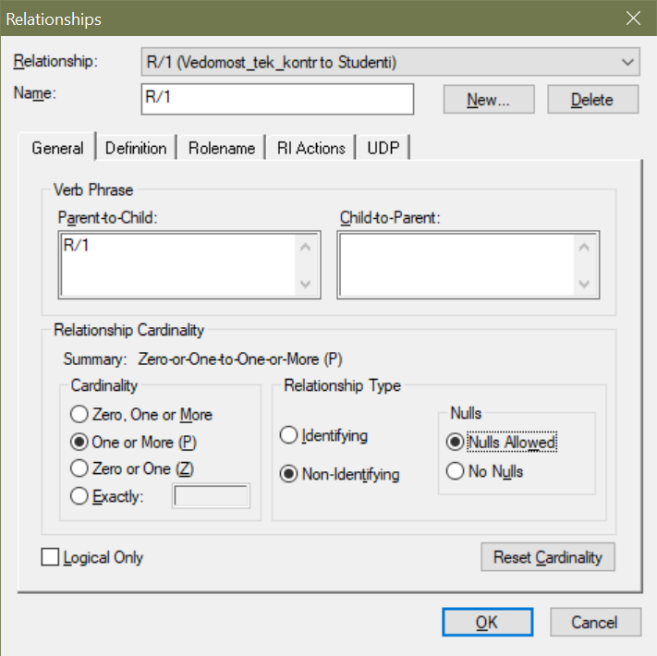 Relationships
Relationship: R/1 (Vedomost_tek_kontr to Studenti)
Name: R/1 New... Delete
General Definition Rolename RI Actions UDP
Verb Phrase
Parent-to-Child: Child-to-Parent:
R/1
Relationship Cardinality
Summary: Zero-or-One-to-One-or-More (P)
Cardinality Relationship Type
Zero, One or More Nulls
One or More (P) Identifying Nulls Allowed
Zero or One (Z) Non-Identifying No Nulls
Exactly:
Logical Only Reset Cardinality
OK Cancel